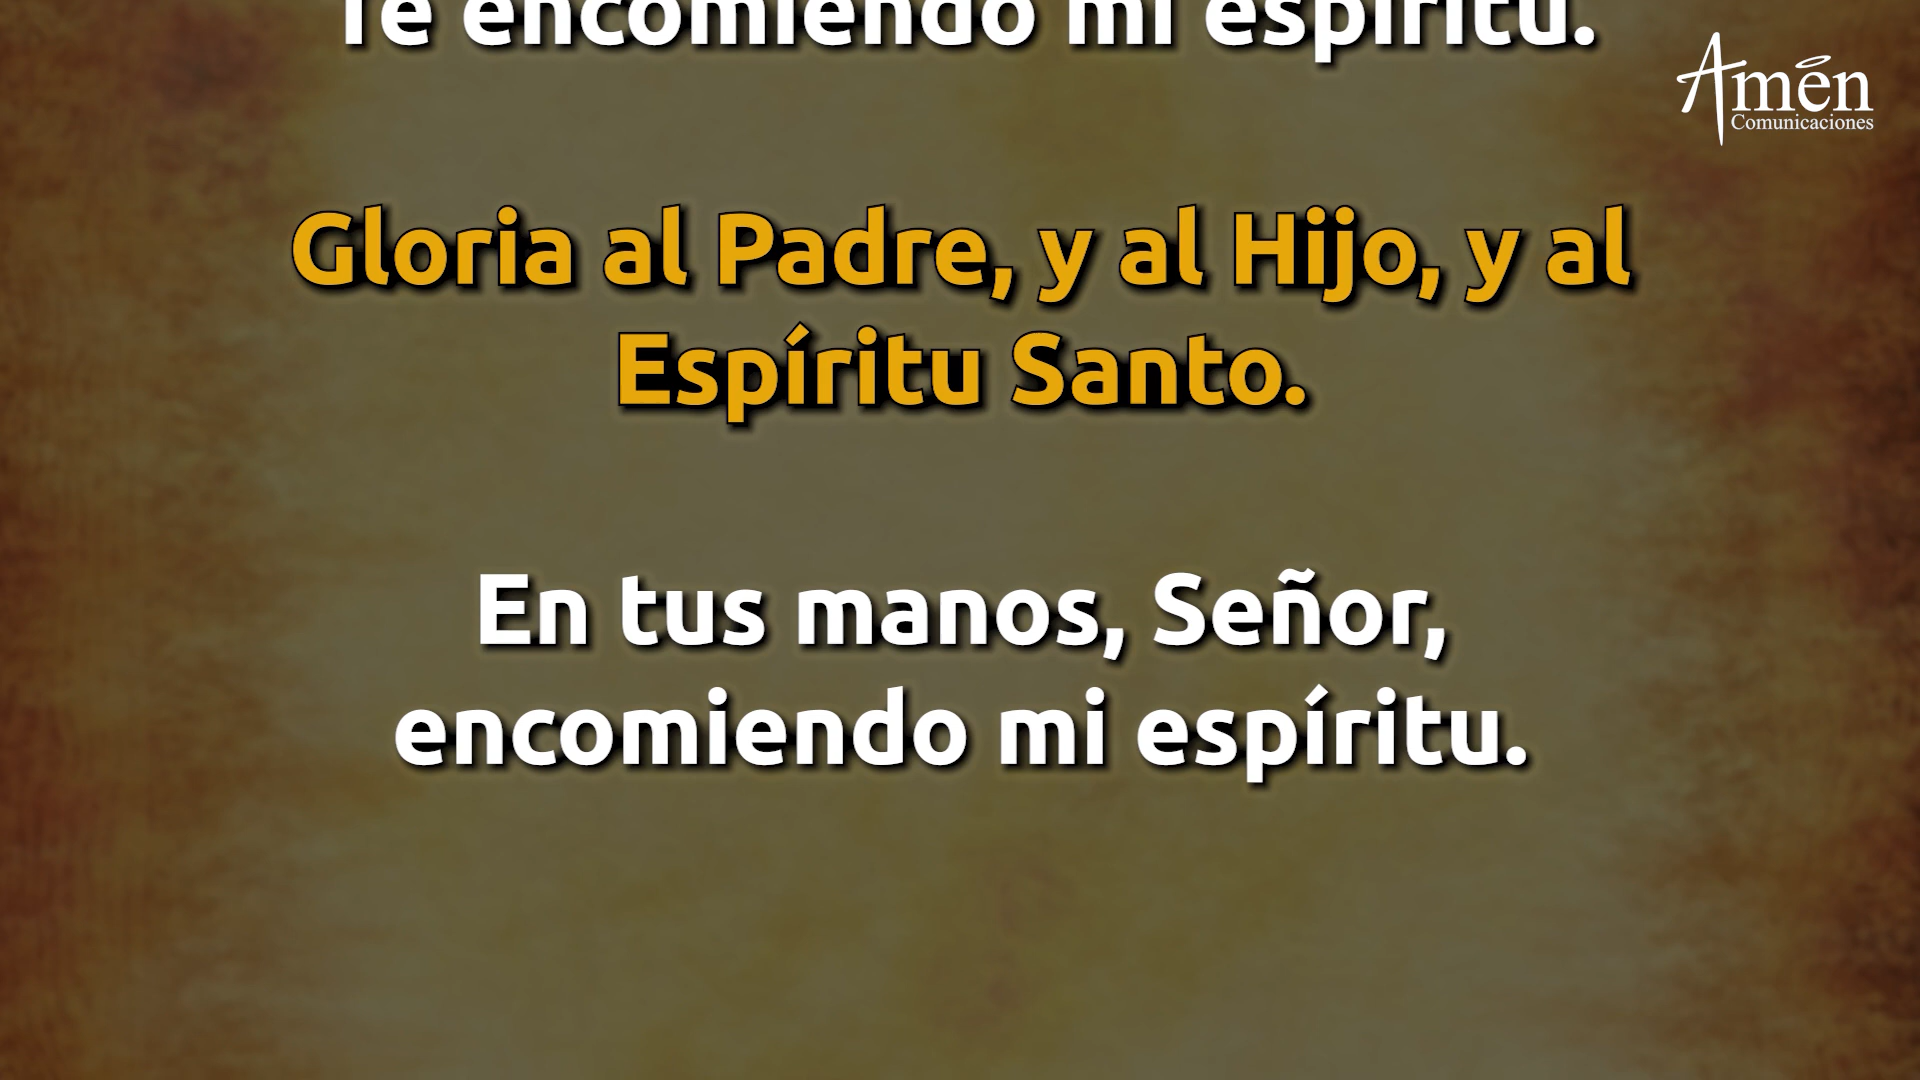 Te encomiendo mi espíritu.
Amén
Comunicaciones
Gloria al Padre, y al Hijo, y al
Espíritu Santo.
En tus manos, Señor,
encomiendo mi espíritu.